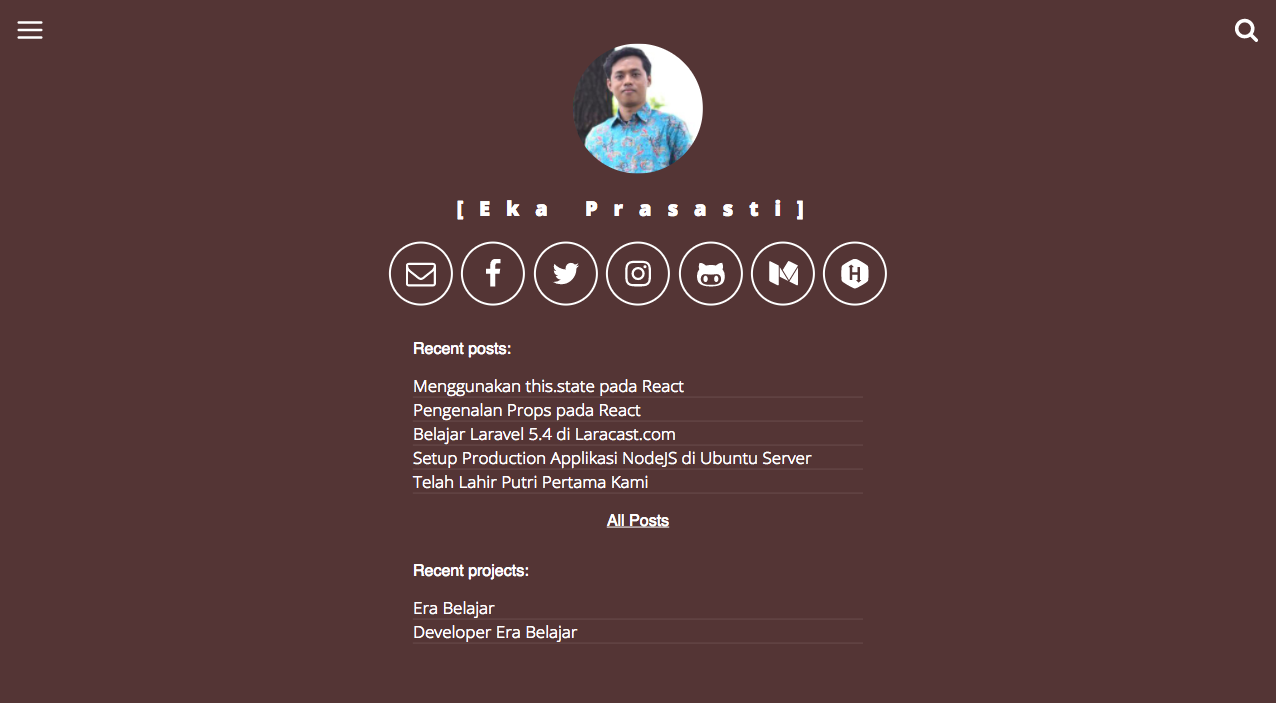 [Eka Prasasti]
Recent posts:
Menggunakan this.state pada React
Pengenalan Props pada React
Belajar Laravel 5.4 di Laracast.com
Setup Production Applikasi NodeJS di Ubuntu Server
Telah Lahir Putri Pertama Kami
All Posts
Recent projects:
Era Belajar
Developer Era Belajar